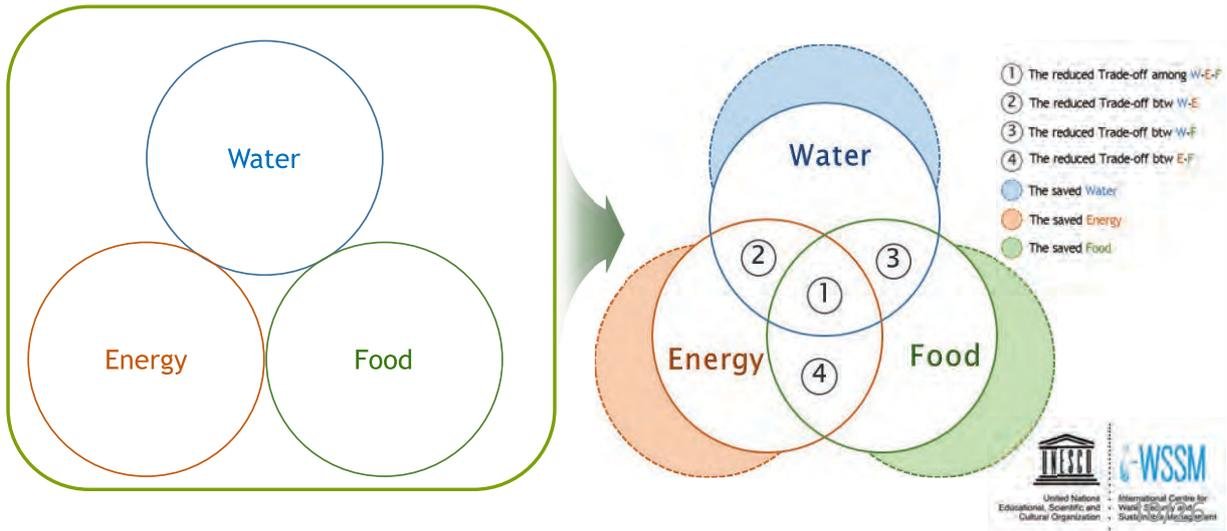 Water
Energy
Food
Water
Energy
Food
2
3
1
4
1 The reduced Trade-off among W-E-F
2 The reduced Trade-off btw W-E
3 The reduced Trade-off btw W-F
4 The reduced Trade-off btw E-F
The saved Water
The saved Energy
The saved Food
UNESCO
United Nations
Educational, Scientific and
Cultural Organization
i-WSSM
International Centre for
Water Security and
Sustainable Management